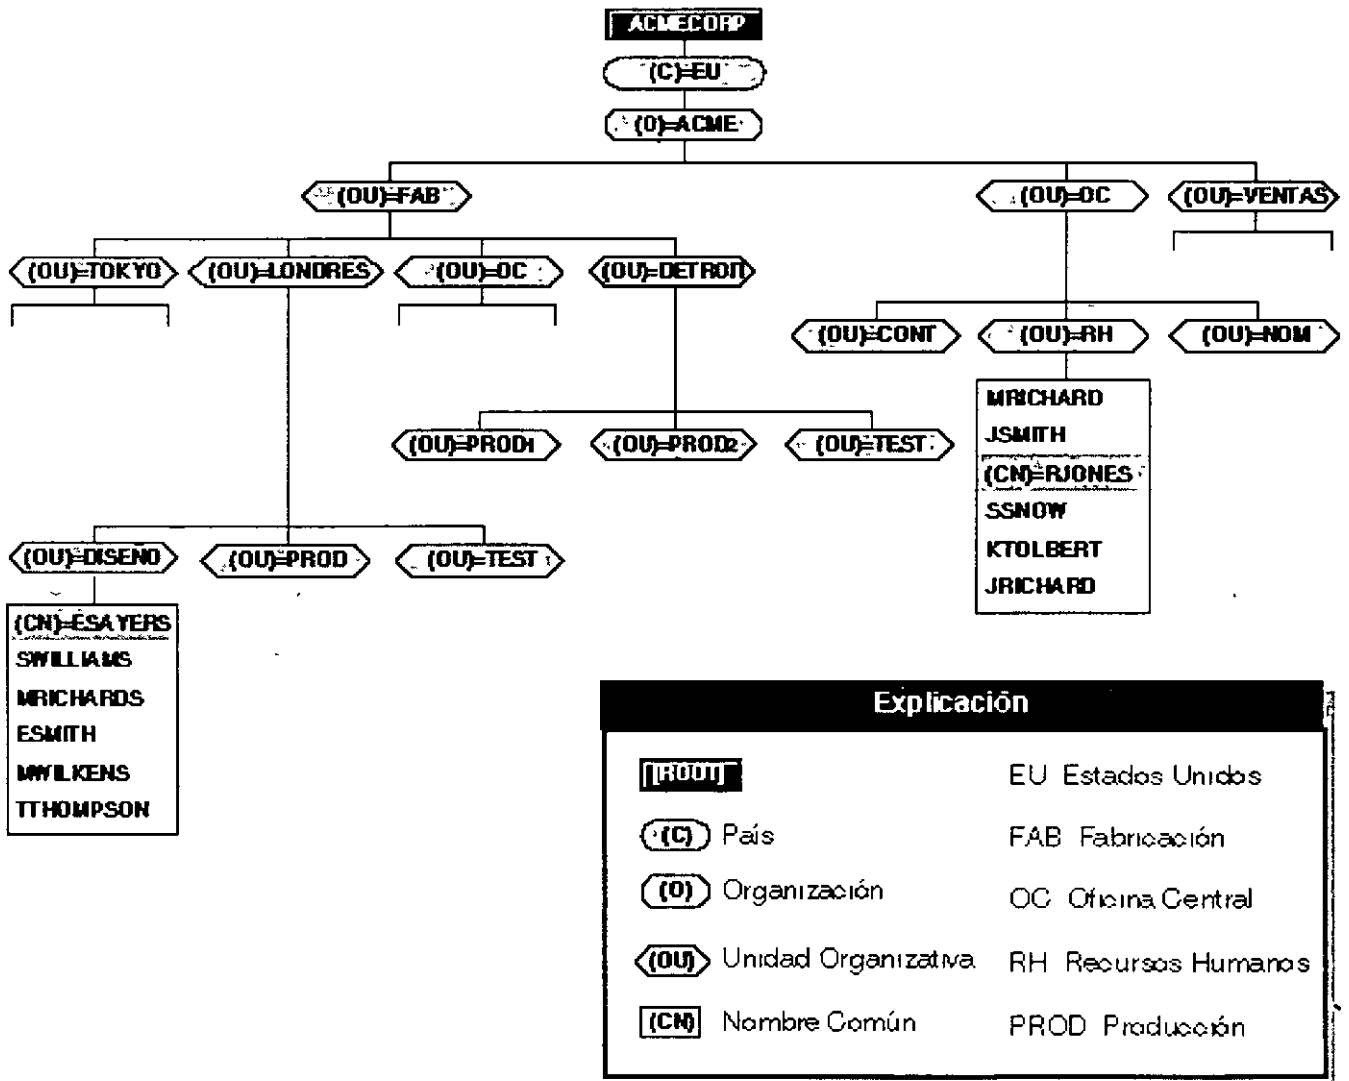 ACMECORP
(C)=EU
(O)=ACME
(OU)=FAB
(OU)=OC
(OU)=VENTAS
(OU)=TOKYO
(OU)=LONDRES
(OU)=OC
(OU)=DETROIT
(OU)=CONT
(OU)=RH
(OU)=NOM
MRICHARD
JSMITH
(CN)=RJONES
SSNOW
KTOLBERT
JRICHARD
(OU)=PROD1
(OU)=PROD2
(OU)=TEST
(OU)=DISEÑO
(OU)=PROD
(OU)=TEST
(CN)=ESAYERS
SWILLIAMS
MRICHARDS
ESMITH
MWILKENS
TTHOMPSON
Explicación
[ROOT]
EU Estados Unidos
(C) País
FAB Fabricación
(O) Organización
OC Oficina Central
(OU) Unidad Organizativa
RH Recursos Humanos
(CN) Nombre Común
PROD Producción